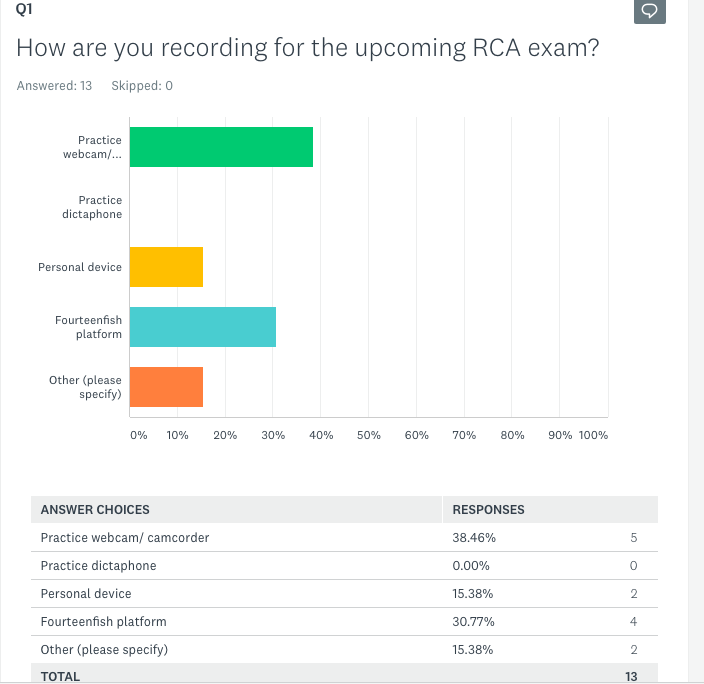 Q1
How are you recording for the upcoming RCA exam?
Answered: 13 Skipped: 0
Practice
webcam/...
Practice
dictaphone
Personal device
Fourteenfish
platform
Other (please
specify)
0% 10% 20% 30% 40% 50% 60% 70% 80% 90% 100%
ANSWER CHOICES RESPONSES
Practice webcam/ camcorder 38.46% 5
Practice dictaphone 0.00% 0
Personal device 15.38% 2
Fourteenfish platform 30.77% 4
Other (please specify) 15.38% 2
TOTAL 13